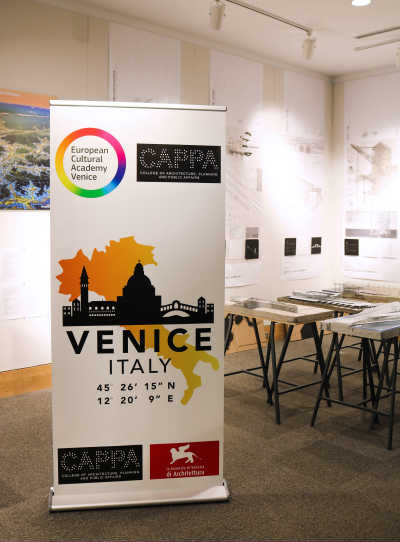 European
Cultural
Academy
Venice
CAPPA
COLLEGE OF ARCHITECTURE, PLANNING
AND PUBLIC AFFAIRS
VENICE
ITALY
45° 26' 15" N
12° 20' 9" E
CAPPA
COLLEGE OF ARCHITECTURE, PLANNING
AND PUBLIC AFFAIRS
la Biennale di Venezia
di Architettura